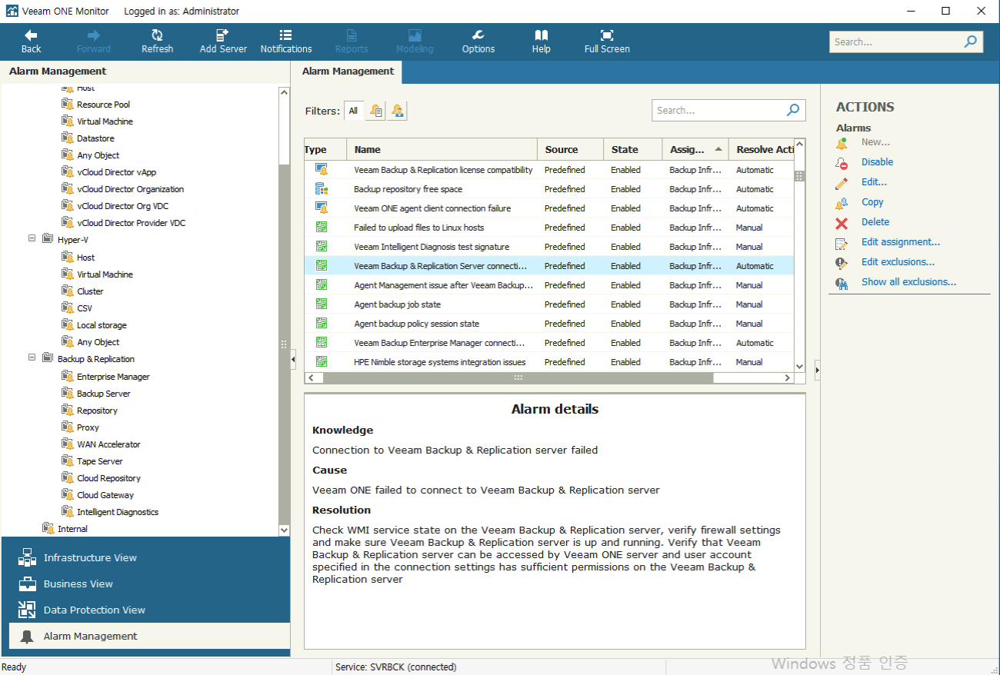 Veeam ONE Monitor Logged in as: Administrator
Back Forward Refresh Add Server Notifications Reports Modeling Options Help Full Screen Search...
Alarm Management
Host
Resource Pool
Virtual Machine
Datastore
Any Object
vCloud Director vApp
vCloud Director Organization
vCloud Director Org VDC
vCloud Director Provider VDC
Hyper-V
Host
Virtual Machine
Cluster
CSV
Local storage
Any Object
Backup & Replication
Enterprise Manager
Backup Server
Repository
Proxy
WAN Accelerator
Tape Server
Cloud Repository
Cloud Gateway
Intelligent Diagnostics
Internal
Infrastructure View
Business View
Data Protection View
Alarm Management
Alarm Management
Filters: All Search...
Type Name Source State Assig... Resolve Acti
Veeam Backup & Replication license compatibility Predefined Enabled Backup Infr... Automatic
Backup repository free space Predefined Enabled Backup Infr... Automatic
Veeam ONE agent client connection failure Predefined Enabled Backup Infr... Automatic
Failed to upload files to Linux hosts Predefined Enabled Backup Infr... Manual
Veeam Intelligent Diagnosis test signature Predefined Enabled Backup Infr... Manual
Veeam Backup & Replication Server connecti... Predefined Enabled Backup Infr... Automatic
Agent Management issue after Veeam Backup... Predefined Enabled Backup Infr... Manual
Agent backup job state Predefined Enabled Backup Infr... Manual
Agent backup policy session state Predefined Enabled Backup Infr... Manual
Veeam Backup Enterprise Manager connecti... Predefined Enabled Backup Infr... Automatic
HPE Nimble storage systems integration issues Predefined Enabled Backup Infr... Manual
Alarm details
Knowledge
Connection to Veeam Backup & Replication server failed
Cause
Veeam ONE failed to connect to Veeam Backup & Replication server
Resolution
Check WMI service state on the Veeam Backup & Replication server, verify firewall settings
and make sure Veeam Backup & Replication server is up and running. Verify that Veeam
Backup & Replication server can be accessed by Veeam ONE server and user account
specified in the connection settings has sufficient permissions on the Veeam Backup &
Replication server
ACTIONS
Alarms
New...
Disable
Edit...
Copy
Delete
Edit assignment...
Edit exclusions...
Show all exclusions...
Windows 정품 인증
Ready Service: SVRBCK (connected)